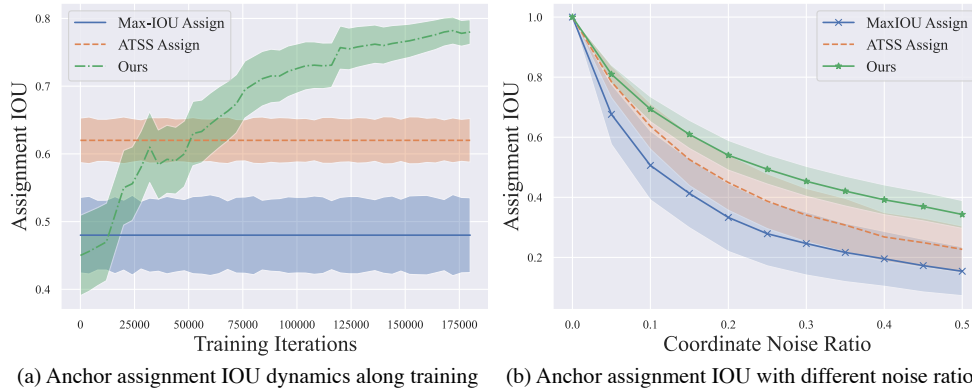 Max-IOU Assign
ATSS Assign
Ours
0.8
0.7
0.6
0.5
0.4
Assignment IOU
0
25000
50000
75000
100000
125000
150000
175000
Training Iterations
(a) Anchor assignment IOU dynamics along training
MaxIOU Assign
ATSS Assign
Ours
1.0
0.8
0.6
0.4
0.2
Assignment IOU
0.0
0.1
0.2
0.3
0.4
0.5
Coordinate Noise Ratio
(b) Anchor assignment IOU with different noise ratio